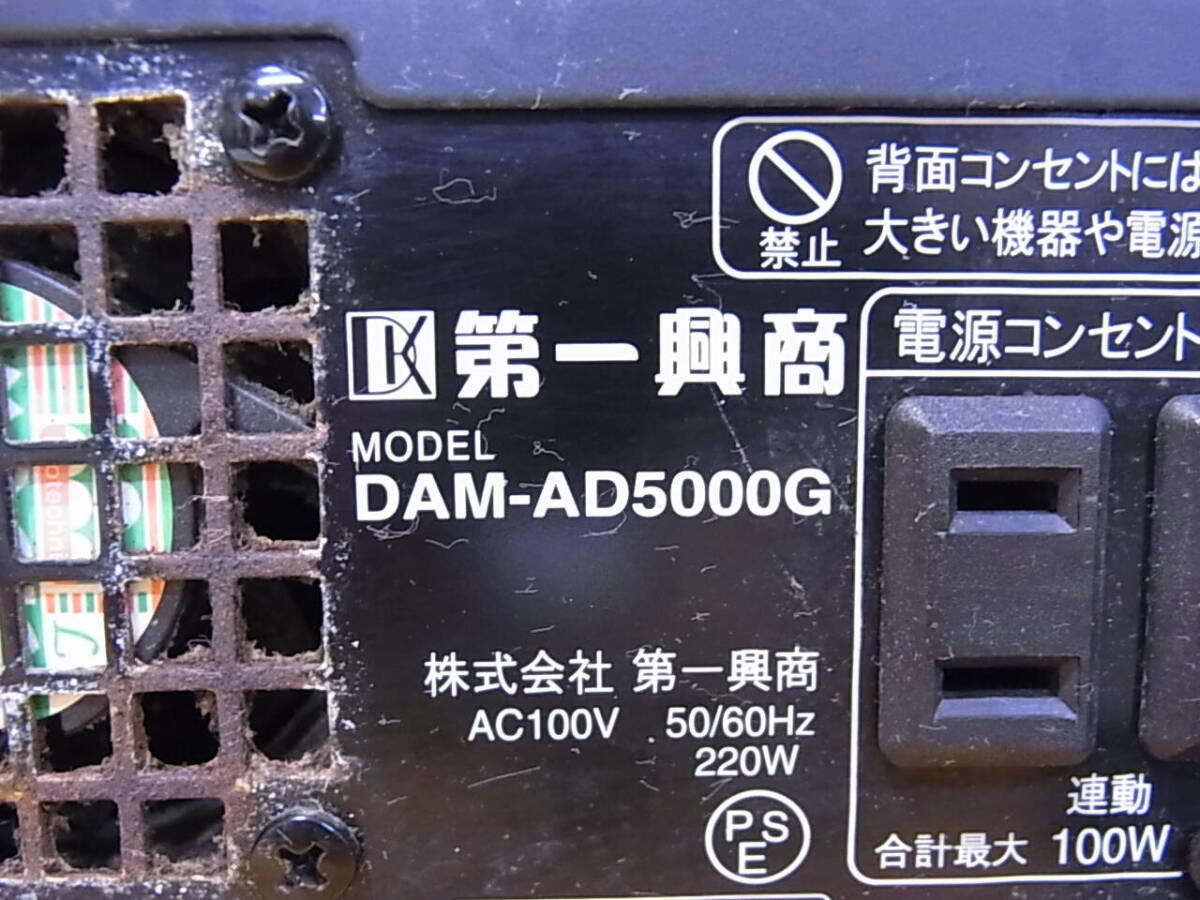 背面コンセントには
大きい機器や電源
禁止
DK 第一興商
MODEL
DAM-AD5000G
株式会社 第一興商
AC100V 50/60Hz
220W
PSE
電源コンセント
連動
合計最大 100W
otechni